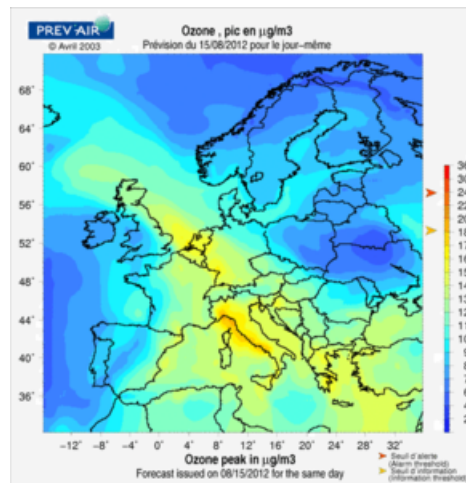 PREV'AIR
© Avril 2003
Ozone , pic en µg/m3
Prévision du 15/08/2012 pour le jour-même
68°
64°
60°
56°
52°
48°
44°
40°
36°
-12° -8° -4° 0° 4° 8° 12° 16° 20° 24° 28° 32°
Ozone peak in µg/m3
Forecast issued on 08/15/2012 for the same day
Seuil d'alerte
(Alarm threshold)
Seuil d'information
(Information threshold)